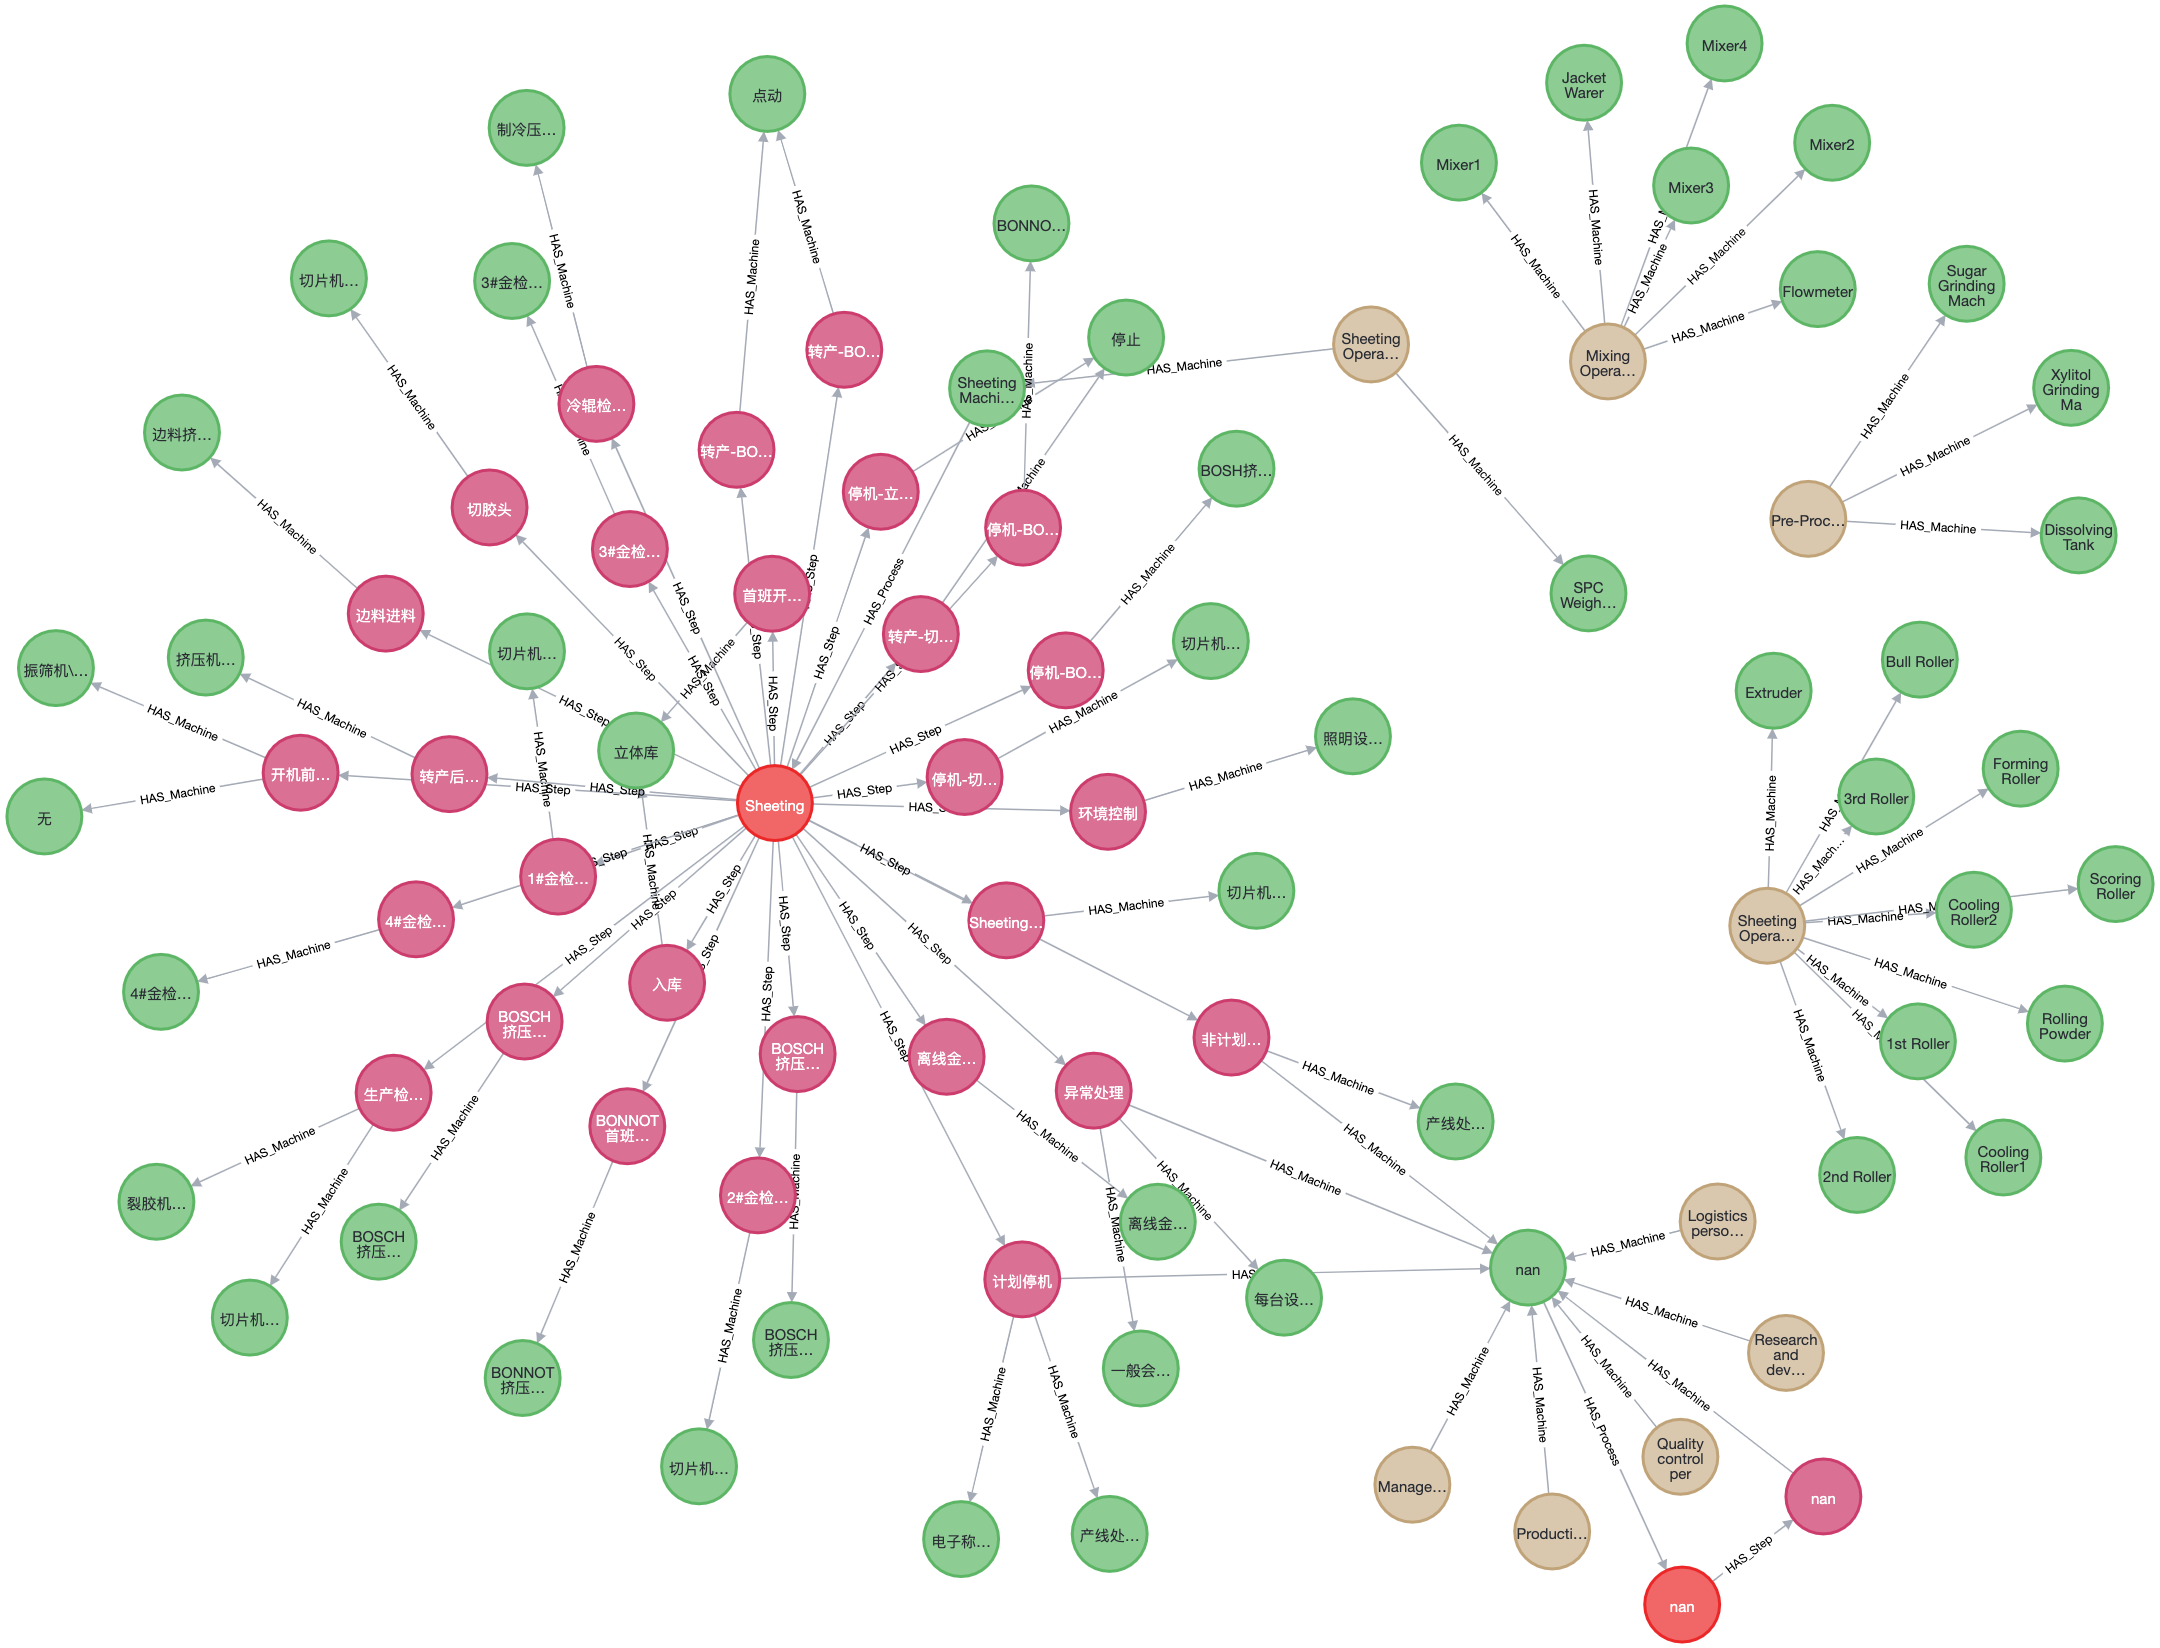 Mixer4
Jacket
Warer
点动
制冷压…
Mixer1
Mixer2
Mixer3
BONNO…
切片机…
3#金检…
Flowmeter
Sugar
Grinding
Mach
停止
Sheeting
Opera…
Mixing
Opera…
转产-BO…
Sheeting
Machi…
Xylitol
Grinding
Ma
冷辊检…
边料挤…
转产-BO…
BOSH挤…
停机-立…
切胶头
停机-BO…
Pre-Proc…
Dissolving
Tank
3#金检…
首班开…
SPC
Weigh…
边料进料
转产-切…
切片机…
切片机…
振筛机\…
挤压机…
停机-BO…
Bull Roller
Extruder
立体库
照明设…
Forming
Roller
开机前…
转产后…
停机-切…
3rd Roller
Sheeting
环境控制
无
1#金检…
切片机…
Scoring
Roller
4#金检…
Sheeting…
Cooling
Roller2
Sheeting
Opera…
4#金检…
入库
BOSCH
挤压…
非计划…
Rolling
Powder
1st Roller
BOSCH
挤压…
离线金…
生产检…
异常处理
BONNOT
首班…
产线处…
Cooling
Roller1
2nd Roller
裂胶机…
2#金检…
离线金…
Logistics
perso…
BOSCH
挤压…
计划停机
nan
每台设…
切片机…
BOSCH
挤压…
Research
and
dev…
BONNOT
挤压…
一般会…
Quality
control
per
切片机…
Manage…
nan
Producti…
电子称…
产线处…
nan
HAS_Machine
HAS_Machine
HAS_Machine
HAS_Machine
HAS_Machine
HAS_Machine
HAS_Machine
HAS_Machine
HAS_Machine
HAS_Machine
HAS_Machine
HAS_Machine
HAS_Machine
HAS_Machine
HAS_Process
HAS_Step
HAS_Step
HAS_Step
HAS_Step
HAS_Step
HAS_Machine
HAS_Machine
HAS_Machine
HAS_Machine
HAS_Machine
HAS_Machine
HAS_Step
HAS_Step
HAS_Step
HAS_Step
HAS_Step
HAS_Machine
HAS_Machine
HAS_Mach…
HAS_Machine
HAS_Machine
HAS_Machine
HAS_Machine
HAS_Machine
HAS_Machine
HAS_Machine
HAS_Machine
HAS_Machine
HAS_Machine
HAS_Machine
HAS_Machine
HAS_Machine
HAS_Machine
HAS_Process
HAS_Step